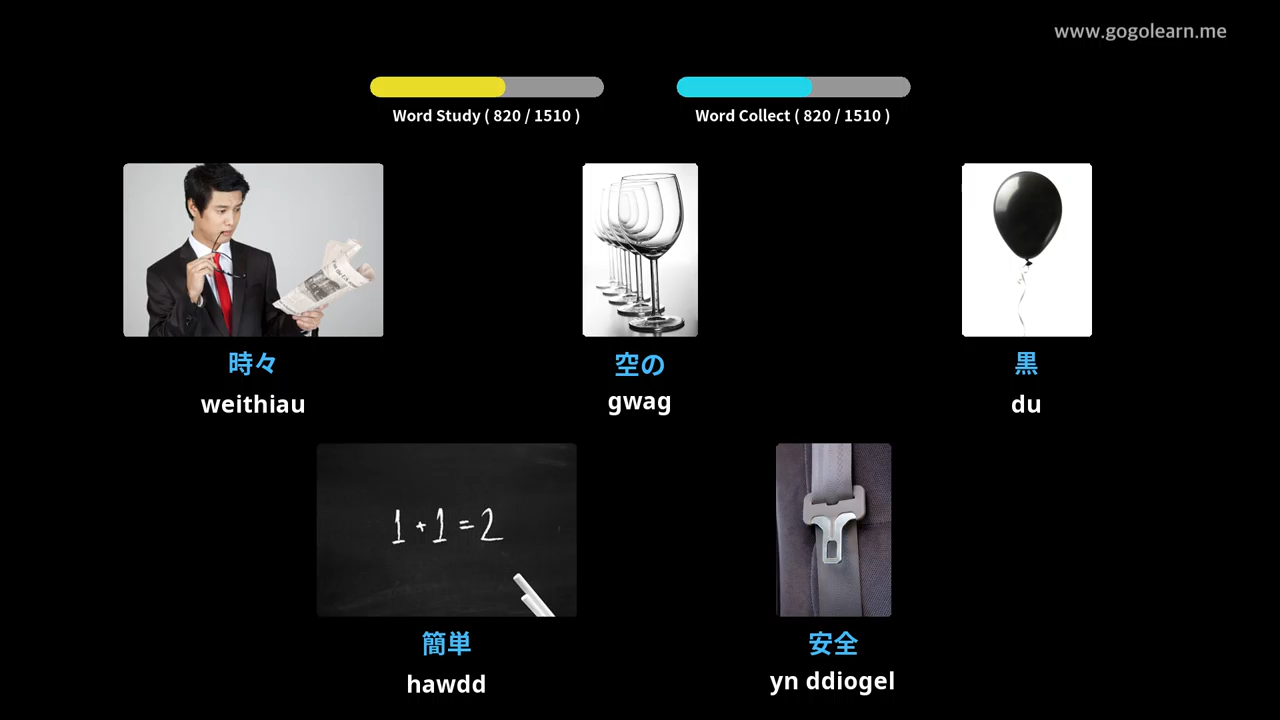 www.gogolearn.me
Word Study ( 820 / 1510 )
Word Collect ( 820 / 1510 )
時々
weithiau
空の
gwag
黒
du
1+1=2
簡単
hawdd
安全
yn ddiogel